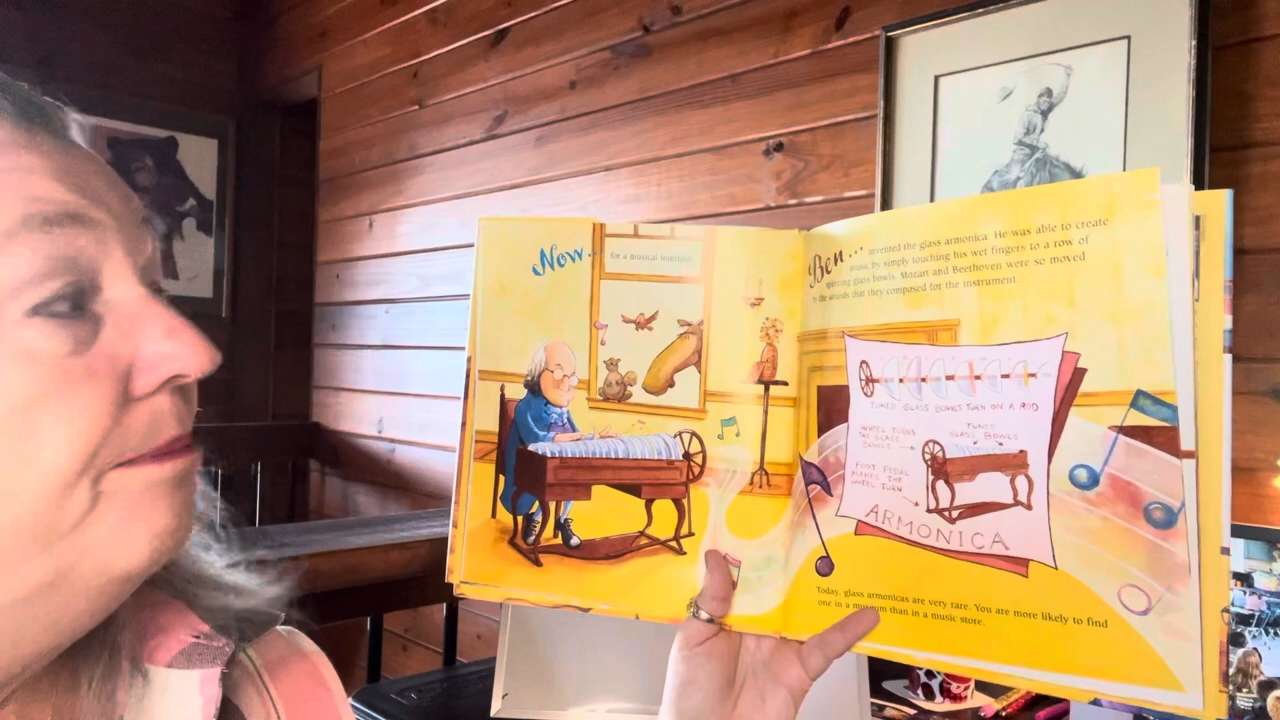 Now...
for a musical interlude.
Ben... invented the glass armonica. He was able to create
music by simply touching his wet fingers to a row of
spinning glass bowls. Mozart and Beethoven were so moved
by the sounds that they composed for the instrument.
TUNED GLASS BOWLS TURN ON A ROD
WHEEL TURNS
THE GLASS
BOWLS
TUNED
GLASS BOWLS
FOOT PEDAL
MAKES THE
WHEEL TURN
ARMONICA
Today, glass armonicas are very rare. You are more likely to find
one in a museum than in a music store.